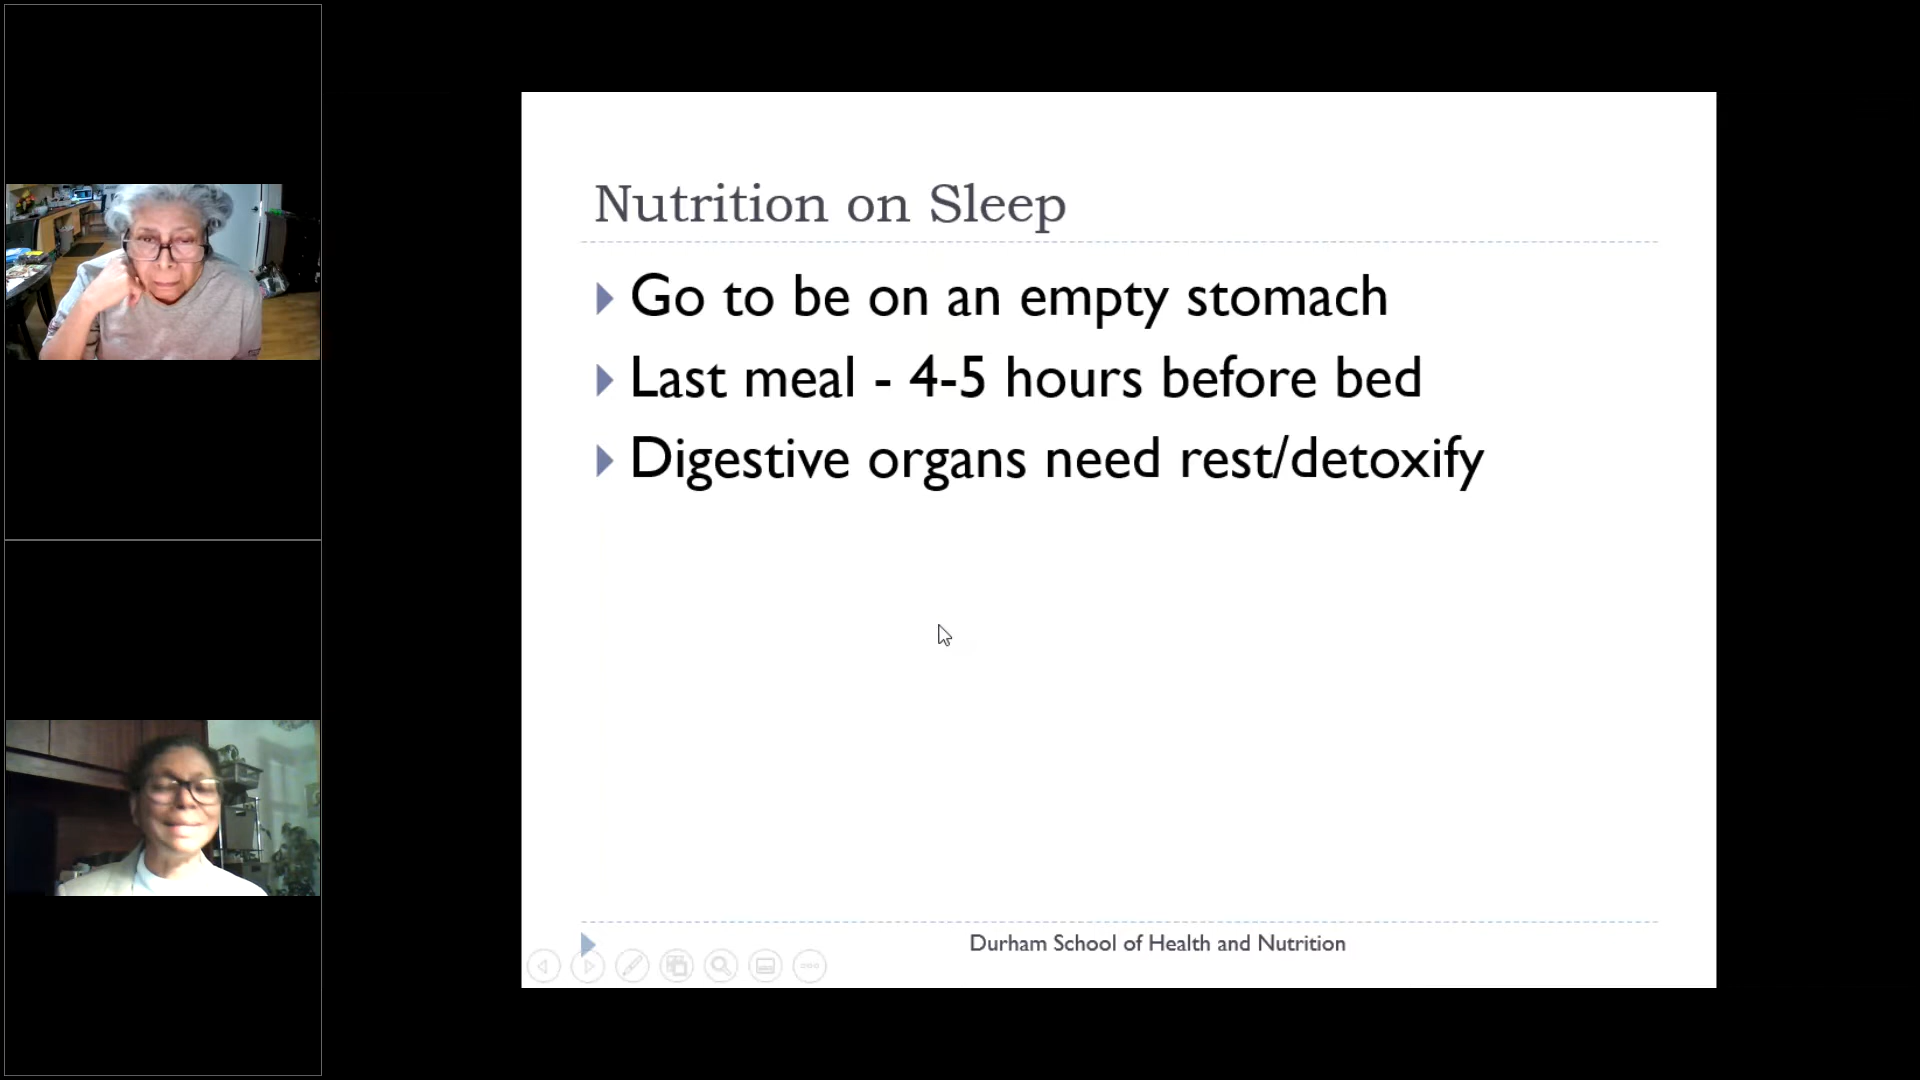 Nutrition on Sleep
Go to be on an empty stomach
Last meal - 4-5 hours before bed
Digestive organs need rest/detoxify
Durham School of Health and Nutrition